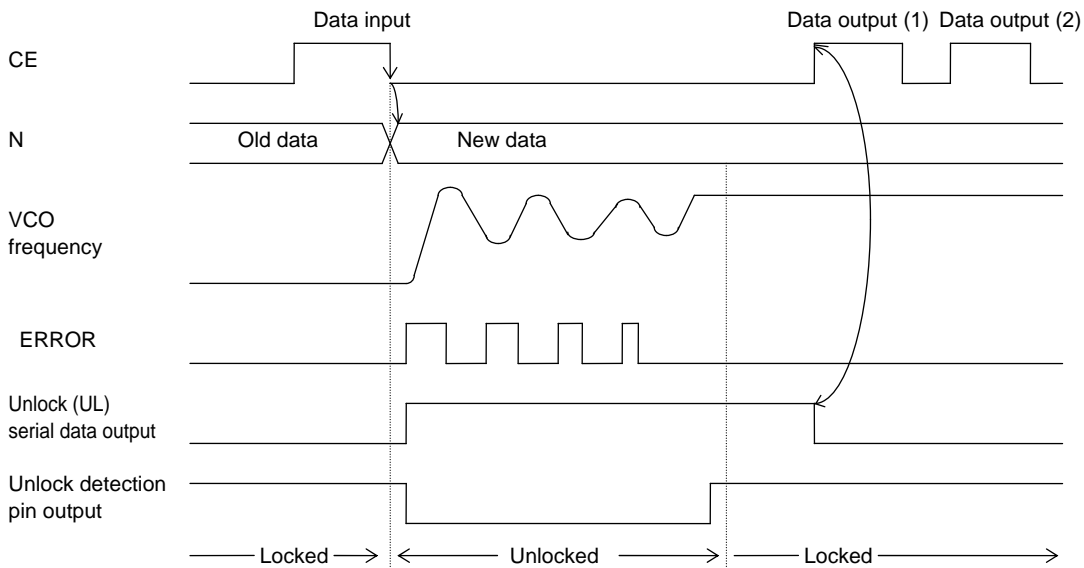 Data input
Data output (1) Data output (2)
CE
N
Old data
New data
VCO
frequency
ERROR
Unlock (UL)
serial data output
Unlock detection
pin output
Locked
Unlocked
Locked